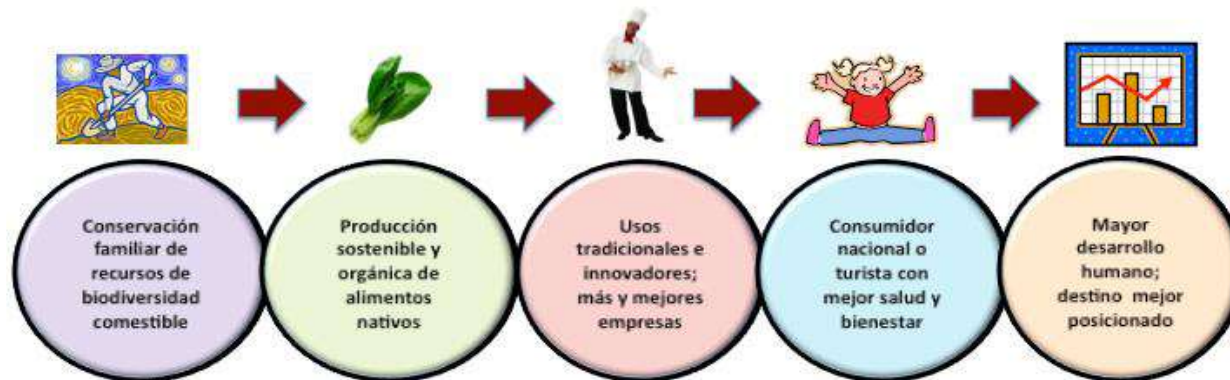 Conservación
familiar de
recursos de
biodiversidad
comestible
Producción
sostenible y
orgánica de
alimentos
nativos
Usos
tradicionales e
innovadores;
más y mejores
empresas
Consumidor
nacional o
turista con
mejor salud y
bienestar
Mayor
desarrollo
humano;
destino mejor
posicionado